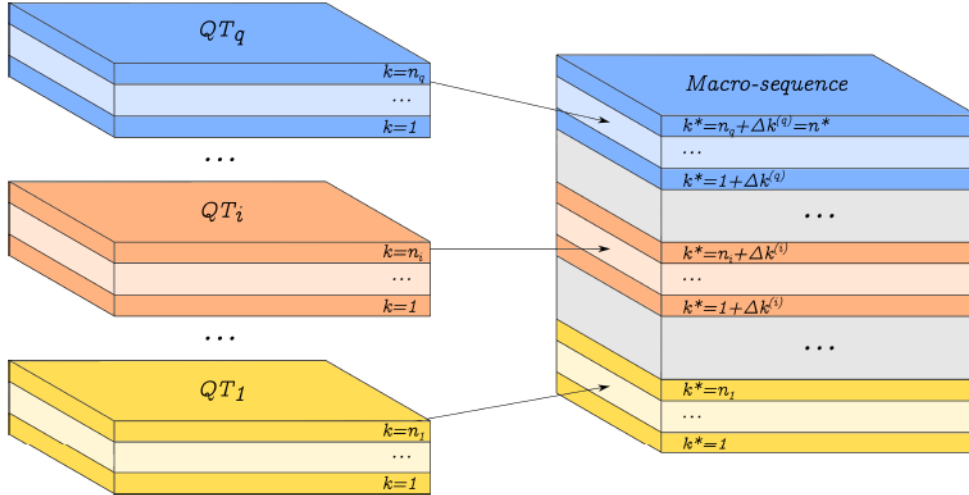 QT_q
k=n_q
...
k=1
...
QT_i
k=n_i
...
k=1
...
QT_1
k=n_1
...
k=1
Macro-sequence
k*=n_q+Δk^(q)=n*
...
k*=1+Δk^(q)
...
k*=n_i+Δk^(i)
...
k*=1+Δk^(i)
...
k*=n_1
...
k*=1